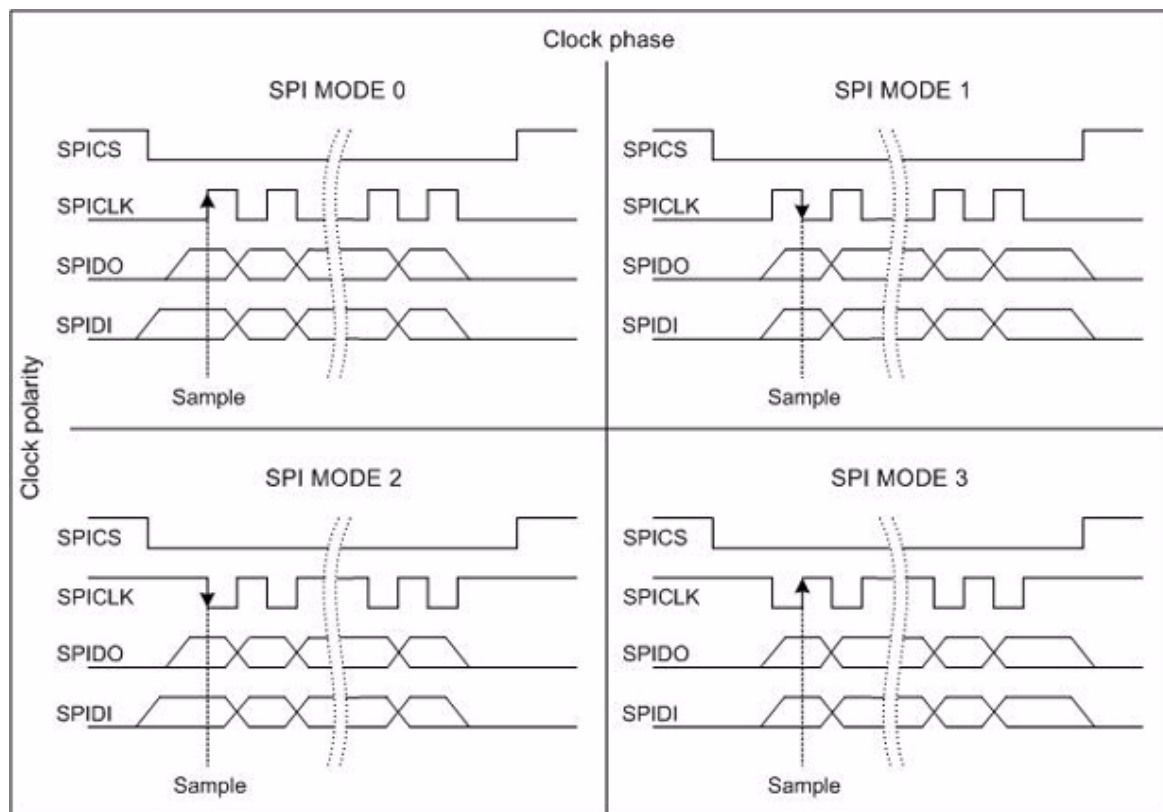 Clock phase
SPI MODE 0
SPICS
SPICLK
SPIDO
SPIDI
Sample
SPI MODE 1
SPICS
SPICLK
SPIDO
SPIDI
Sample
Clock polarity
SPI MODE 2
SPICS
SPICLK
SPIDO
SPIDI
Sample
SPI MODE 3
SPICS
SPICLK
SPIDO
SPIDI
Sample